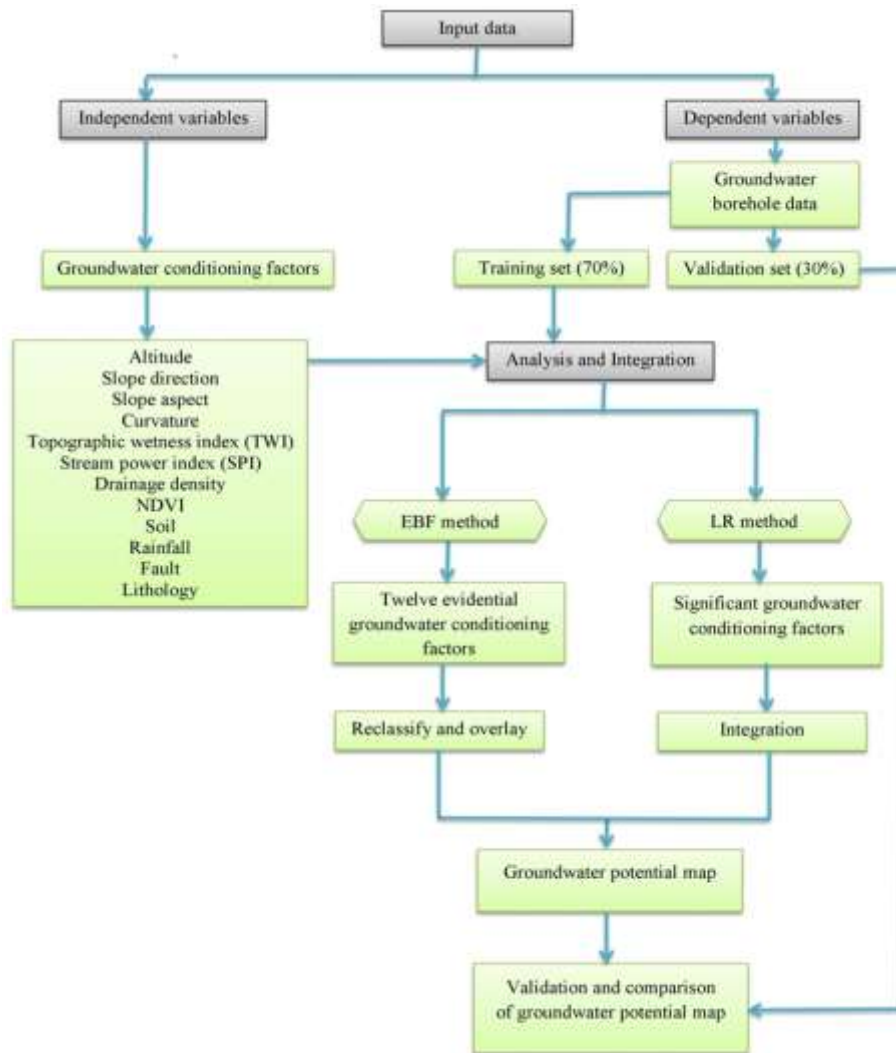 Input data
Independent variables
Dependent variables
Groundwater
borehole data
Groundwater conditioning factors
Training set (70%)
Validation set (30%)
Altitude
Slope direction
Slope aspect
Curvature
Topographic wetness index (TWI)
Stream power index (SPI)
Drainage density
NDVI
Soil
Rainfall
Fault
Lithology
Analysis and Integration
EBF method
LR method
Twelve evidential
groundwater conditioning
factors
Significant groundwater
conditioning factors
Reclassify and overlay
Integration
Groundwater potential map
Validation and comparison
of groundwater potential map